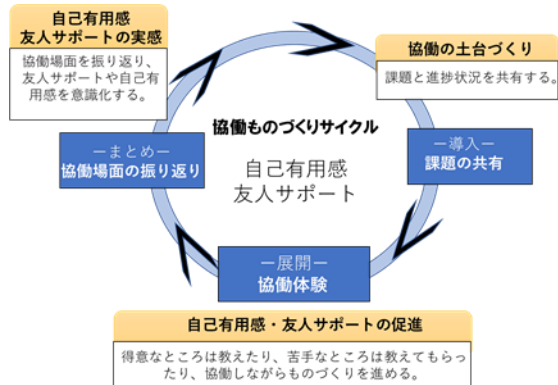 自己有用感
友人サポートの実感
協働場面を振り返り、
友人サポートや自己有
用感を意識化する。
協働の土台づくり
課題と進捗状況を共有する。
協働ものづくりサイクル
自己有用感
友人サポート
―まとめ―
協働場面の振り返り
―導入―
課題の共有
―展開―
協働体験
自己有用感・友人サポートの促進
得意なところは教えたり、苦手なところは教えてもらっ
たり、協働しながらものづくりを進める。